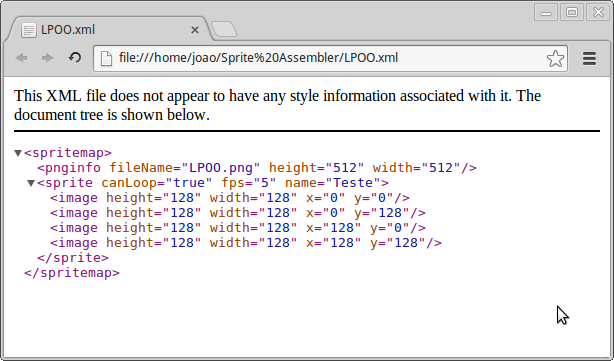 LPOO.xml
file:///home/joao/Sprite%20Assembler/LPOO.xml
This XML file does not appear to have any style information associated with it. The
document tree is shown below.
<spritemap>
<pnginfo fileName="LPOO.png" height="512" width="512"/>
<sprite canLoop="true" fps="5" name="Teste">
<image height="128" width="128" x="0" y="0"/>
<image height="128" width="128" x="0" y="128"/>
<image height="128" width="128" x="128" y="0"/>
<image height="128" width="128" x="128" y="128"/>
</sprite>
</spritemap>